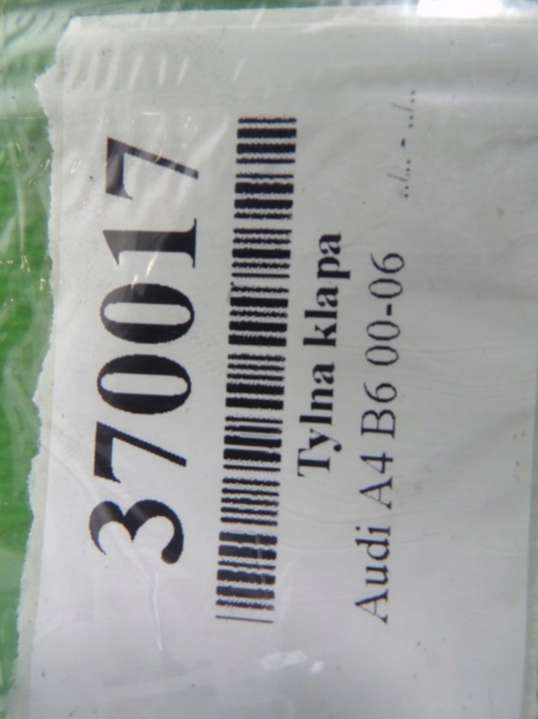 370017
Tylna klapa
Audi A4 B6 00-06
../.. - ../..